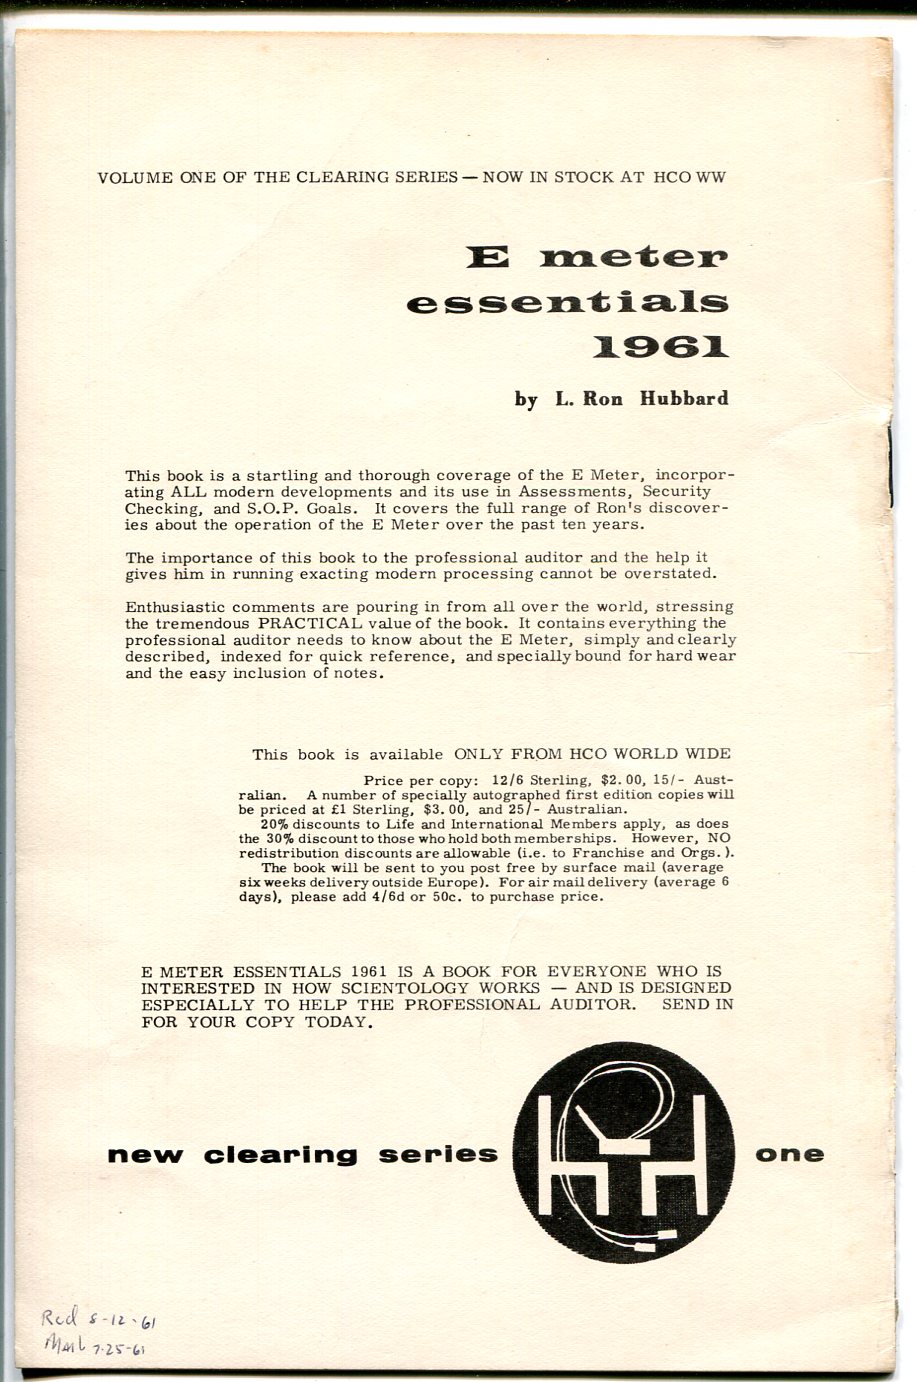 VOLUME ONE OF THE CLEARING SERIES — NOW IN STOCK AT HCO WW
E meter
essentials
1961
by L. Ron Hubbard
This book is a startling and thorough coverage of the E Meter, incorpor-
ating ALL modern developments and its use in Assessments, Security
Checking, and S.O.P. Goals. It covers the full range of Ron's discover-
ies about the operation of the E Meter over the past ten years.
The importance of this book to the professional auditor and the help it
gives him in running exacting modern processing cannot be overstated.
Enthusiastic comments are pouring in from all over the world, stressing
the tremendous PRACTICAL value of the book. It contains everything the
professional auditor needs to know about the E Meter, simply and clearly
described, indexed for quick reference, and specially bound for hard wear
and the easy inclusion of notes.
This book is available ONLY FROM HCO WORLD WIDE
Price per copy: 12/6 Sterling, $2.00, 15/- Aust-
ralian. A number of specially autographed first edition copies will
be priced at £1 Sterling, $3.00, and 25/- Australian.
20% discounts to Life and International Members apply, as does
the 30% discount to those who hold both memberships. However, NO
redistribution discounts are allowable (i.e. to Franchise and Orgs.).
The book will be sent to you post free by surface mail (average
six weeks delivery outside Europe). For air mail delivery (average 6
days), please add 4/6d or 50c. to purchase price.
E METER ESSENTIALS 1961 IS A BOOK FOR EVERYONE WHO IS
INTERESTED IN HOW SCIENTOLOGY WORKS — AND IS DESIGNED
ESPECIALLY TO HELP THE PROFESSIONAL AUDITOR. SEND IN
FOR YOUR COPY TODAY.
new clearing series one
Rcd 8-12-61
Mail 7-25-61